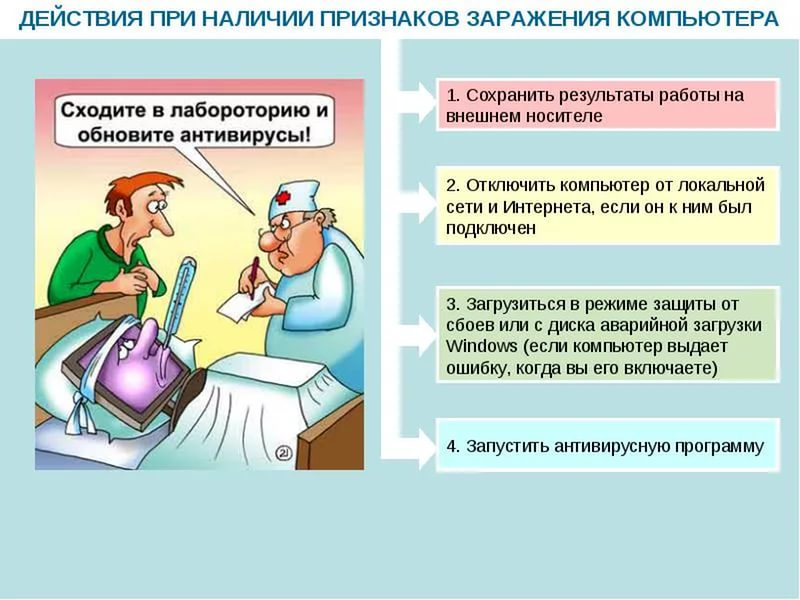 ДЕЙСТВИЯ ПРИ НАЛИЧИИ ПРИЗНАКОВ ЗАРАЖЕНИЯ КОМПЬЮТЕРА
Сходите в лабороторию и
обновите антивирусы!
1. Сохранить результаты работы на
внешнем носителе
2. Отключить компьютер от локальной
сети и Интернета, если он к ним был
подключен
3. Загрузиться в режиме защиты от
сбоев или с диска аварийной загрузки
Windows (если компьютер выдает
ошибку, когда вы его включаете)
4. Запустить антивирусную программу